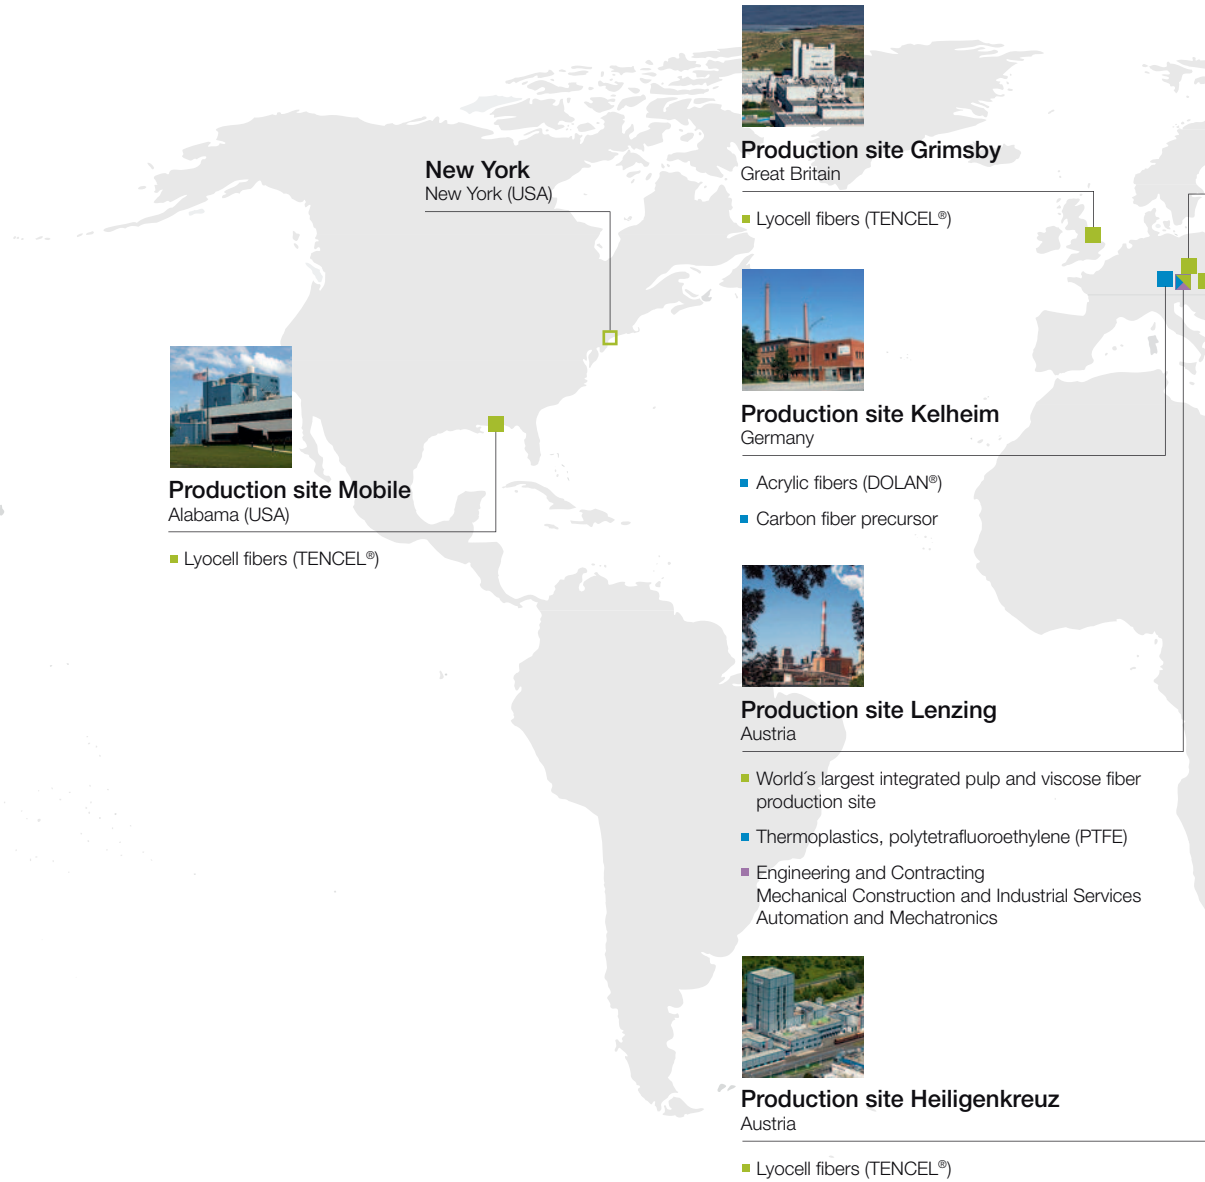 New York
New York (USA)
Production site Mobile
Alabama (USA)
Lyocell fibers (TENCEL®)
Production site Grimsby
Great Britain
Lyocell fibers (TENCEL®)
Production site Kelheim
Germany
Acrylic fibers (DOLAN®)
Carbon fiber precursor
Production site Lenzing
Austria
World´s largest integrated pulp and viscose fiber
production site
Thermoplastics, polytetrafluoroethylene (PTFE)
Engineering and Contracting
Mechanical Construction and Industrial Services
Automation and Mechatronics
Production site Heiligenkreuz
Austria
Lyocell fibers (TENCEL®)